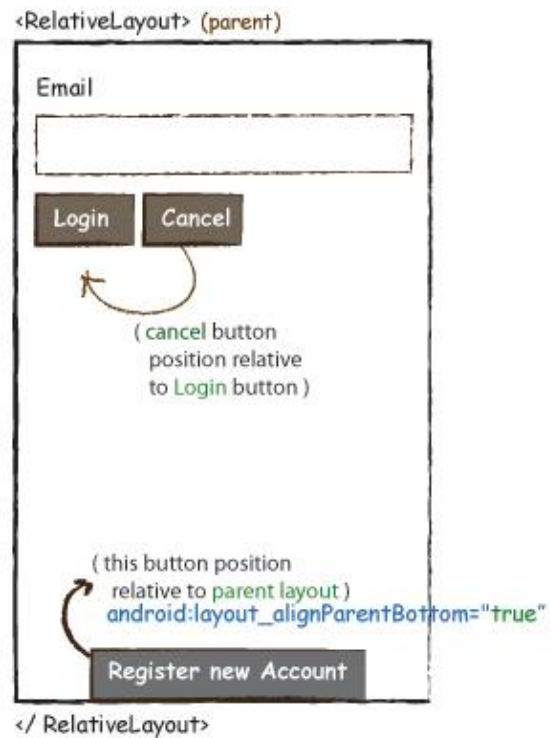 <RelativeLayout> (parent)
Email
Login
Cancel
( cancel button
position relative
to Login button )
( this button position
relative to parent layout )
android:layout_alignParentBottom="true"
Register new Account
</ RelativeLayout>